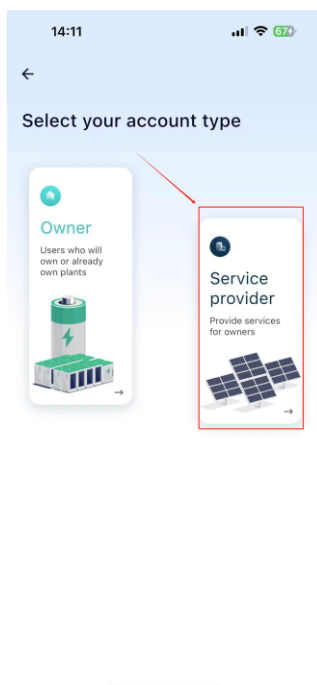 14:11
67
Select your account type
Owner
Users who will
own or already
own plants
Service
provider
Provide services
for owners